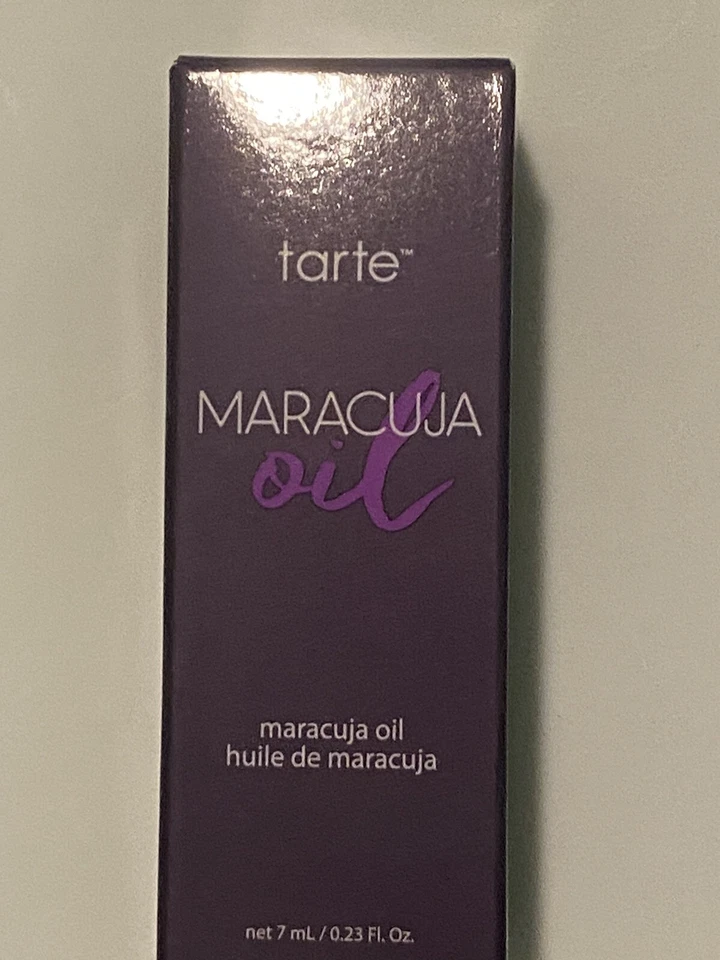 tarte™
MARACUJA
oil
maracuja oil
huile de maracuja
net 7 mL / 0.23 Fl. Oz.